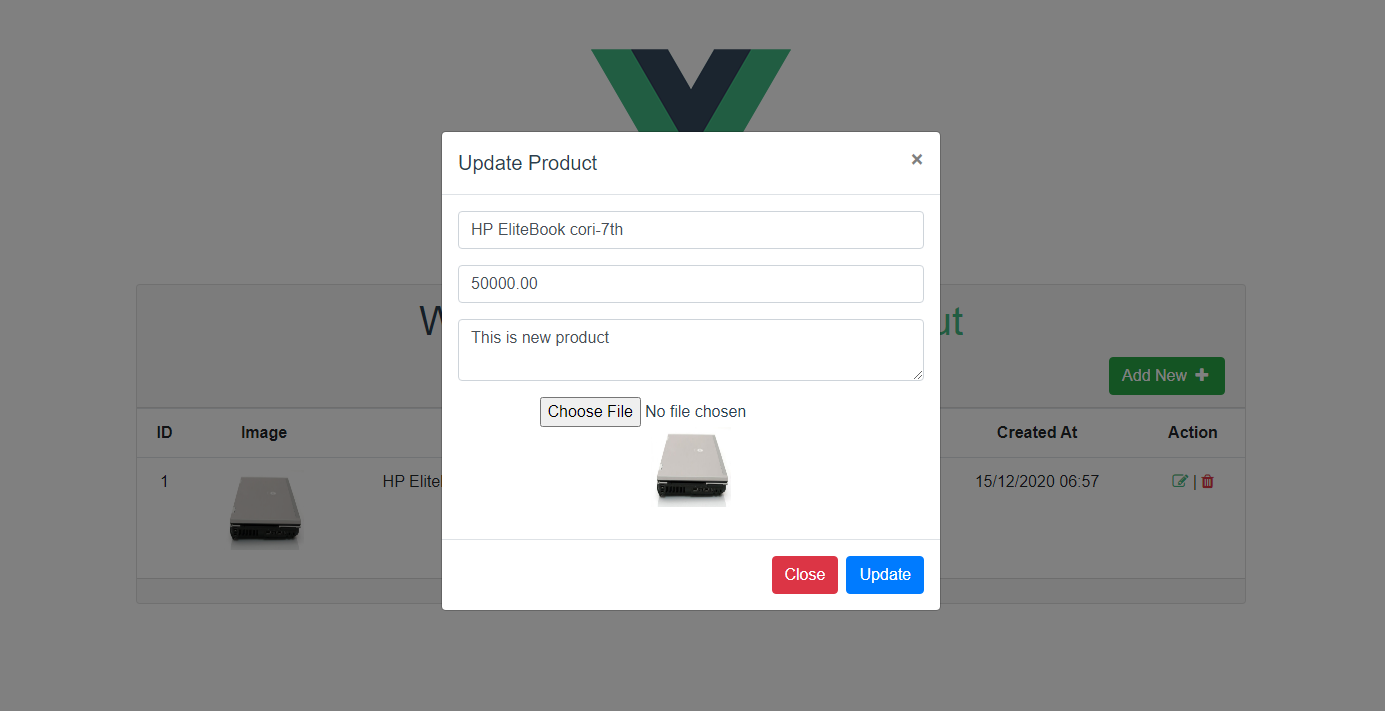 Update Product
×
HP EliteBook cori-7th
50000.00
This is new product
Choose File No file chosen
Close Update
Add New
ID Image Created At Action
1 15/12/2020 06:57 |
HP Elite